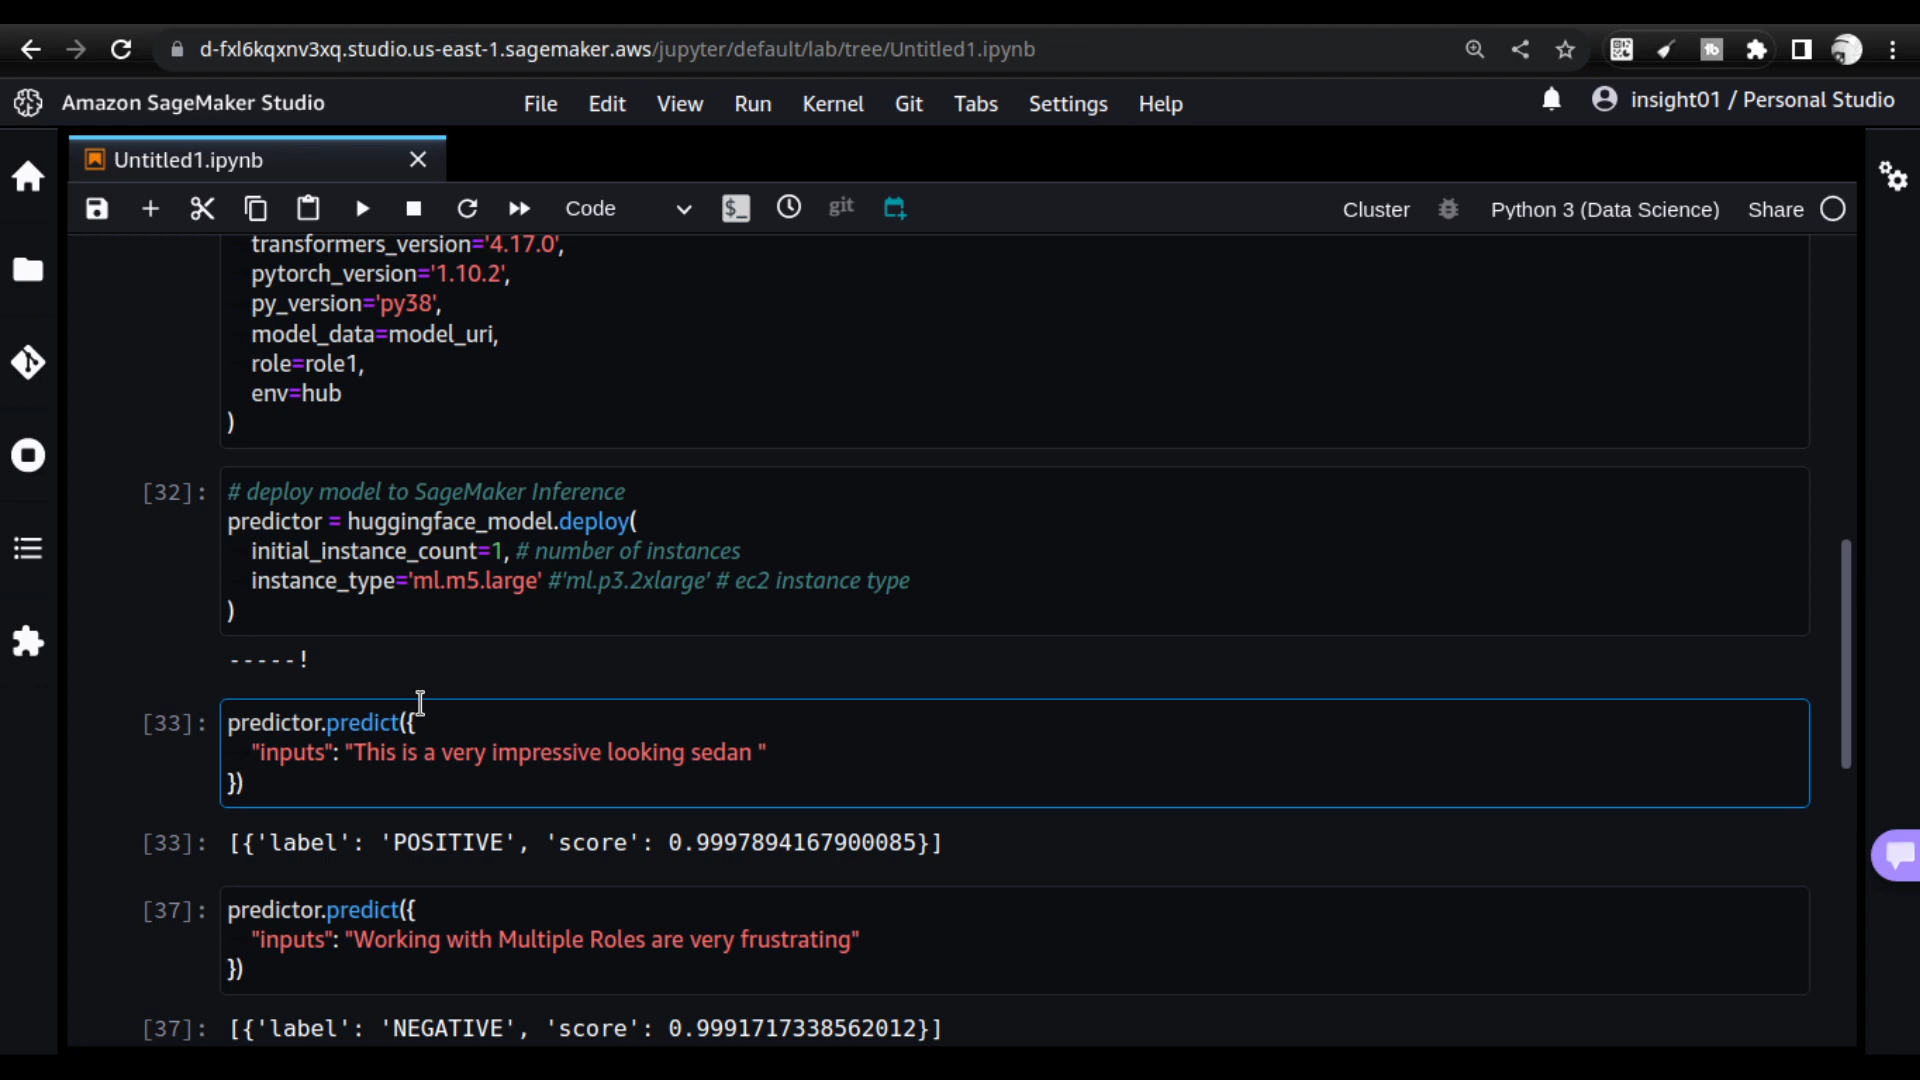 d-fxl6kqxnv3xq.studio.us-east-1.sagemaker.aws/jupyter/default/lab/tree/Untitled1.ipynb
Amazon SageMaker Studio File Edit View Run Kernel Git Tabs Settings Help insight01 / Personal Studio
Untitled1.ipynb
Code $_ git Cluster Python 3 (Data Science) Share
transformers_version='4.17.0',
pytorch_version='1.10.2',
py_version='py38',
model_data=model_uri,
role=role1,
env=hub
)
[32]: # deploy model to SageMaker Inference
predictor = huggingface_model.deploy(
initial_instance_count=1, # number of instances
instance_type='ml.m5.large' #'ml.p3.2xlarge' # ec2 instance type
)
-----!
[33]: predictor.predict({
"inputs": "This is a very impressive looking sedan "
})
[33]: [{'label': 'POSITIVE', 'score': 0.9997894167900085}]
[37]: predictor.predict({
"inputs": "Working with Multiple Roles are very frustrating"
})
[37]: [{'label': 'NEGATIVE', 'score': 0.9991717338562012}]